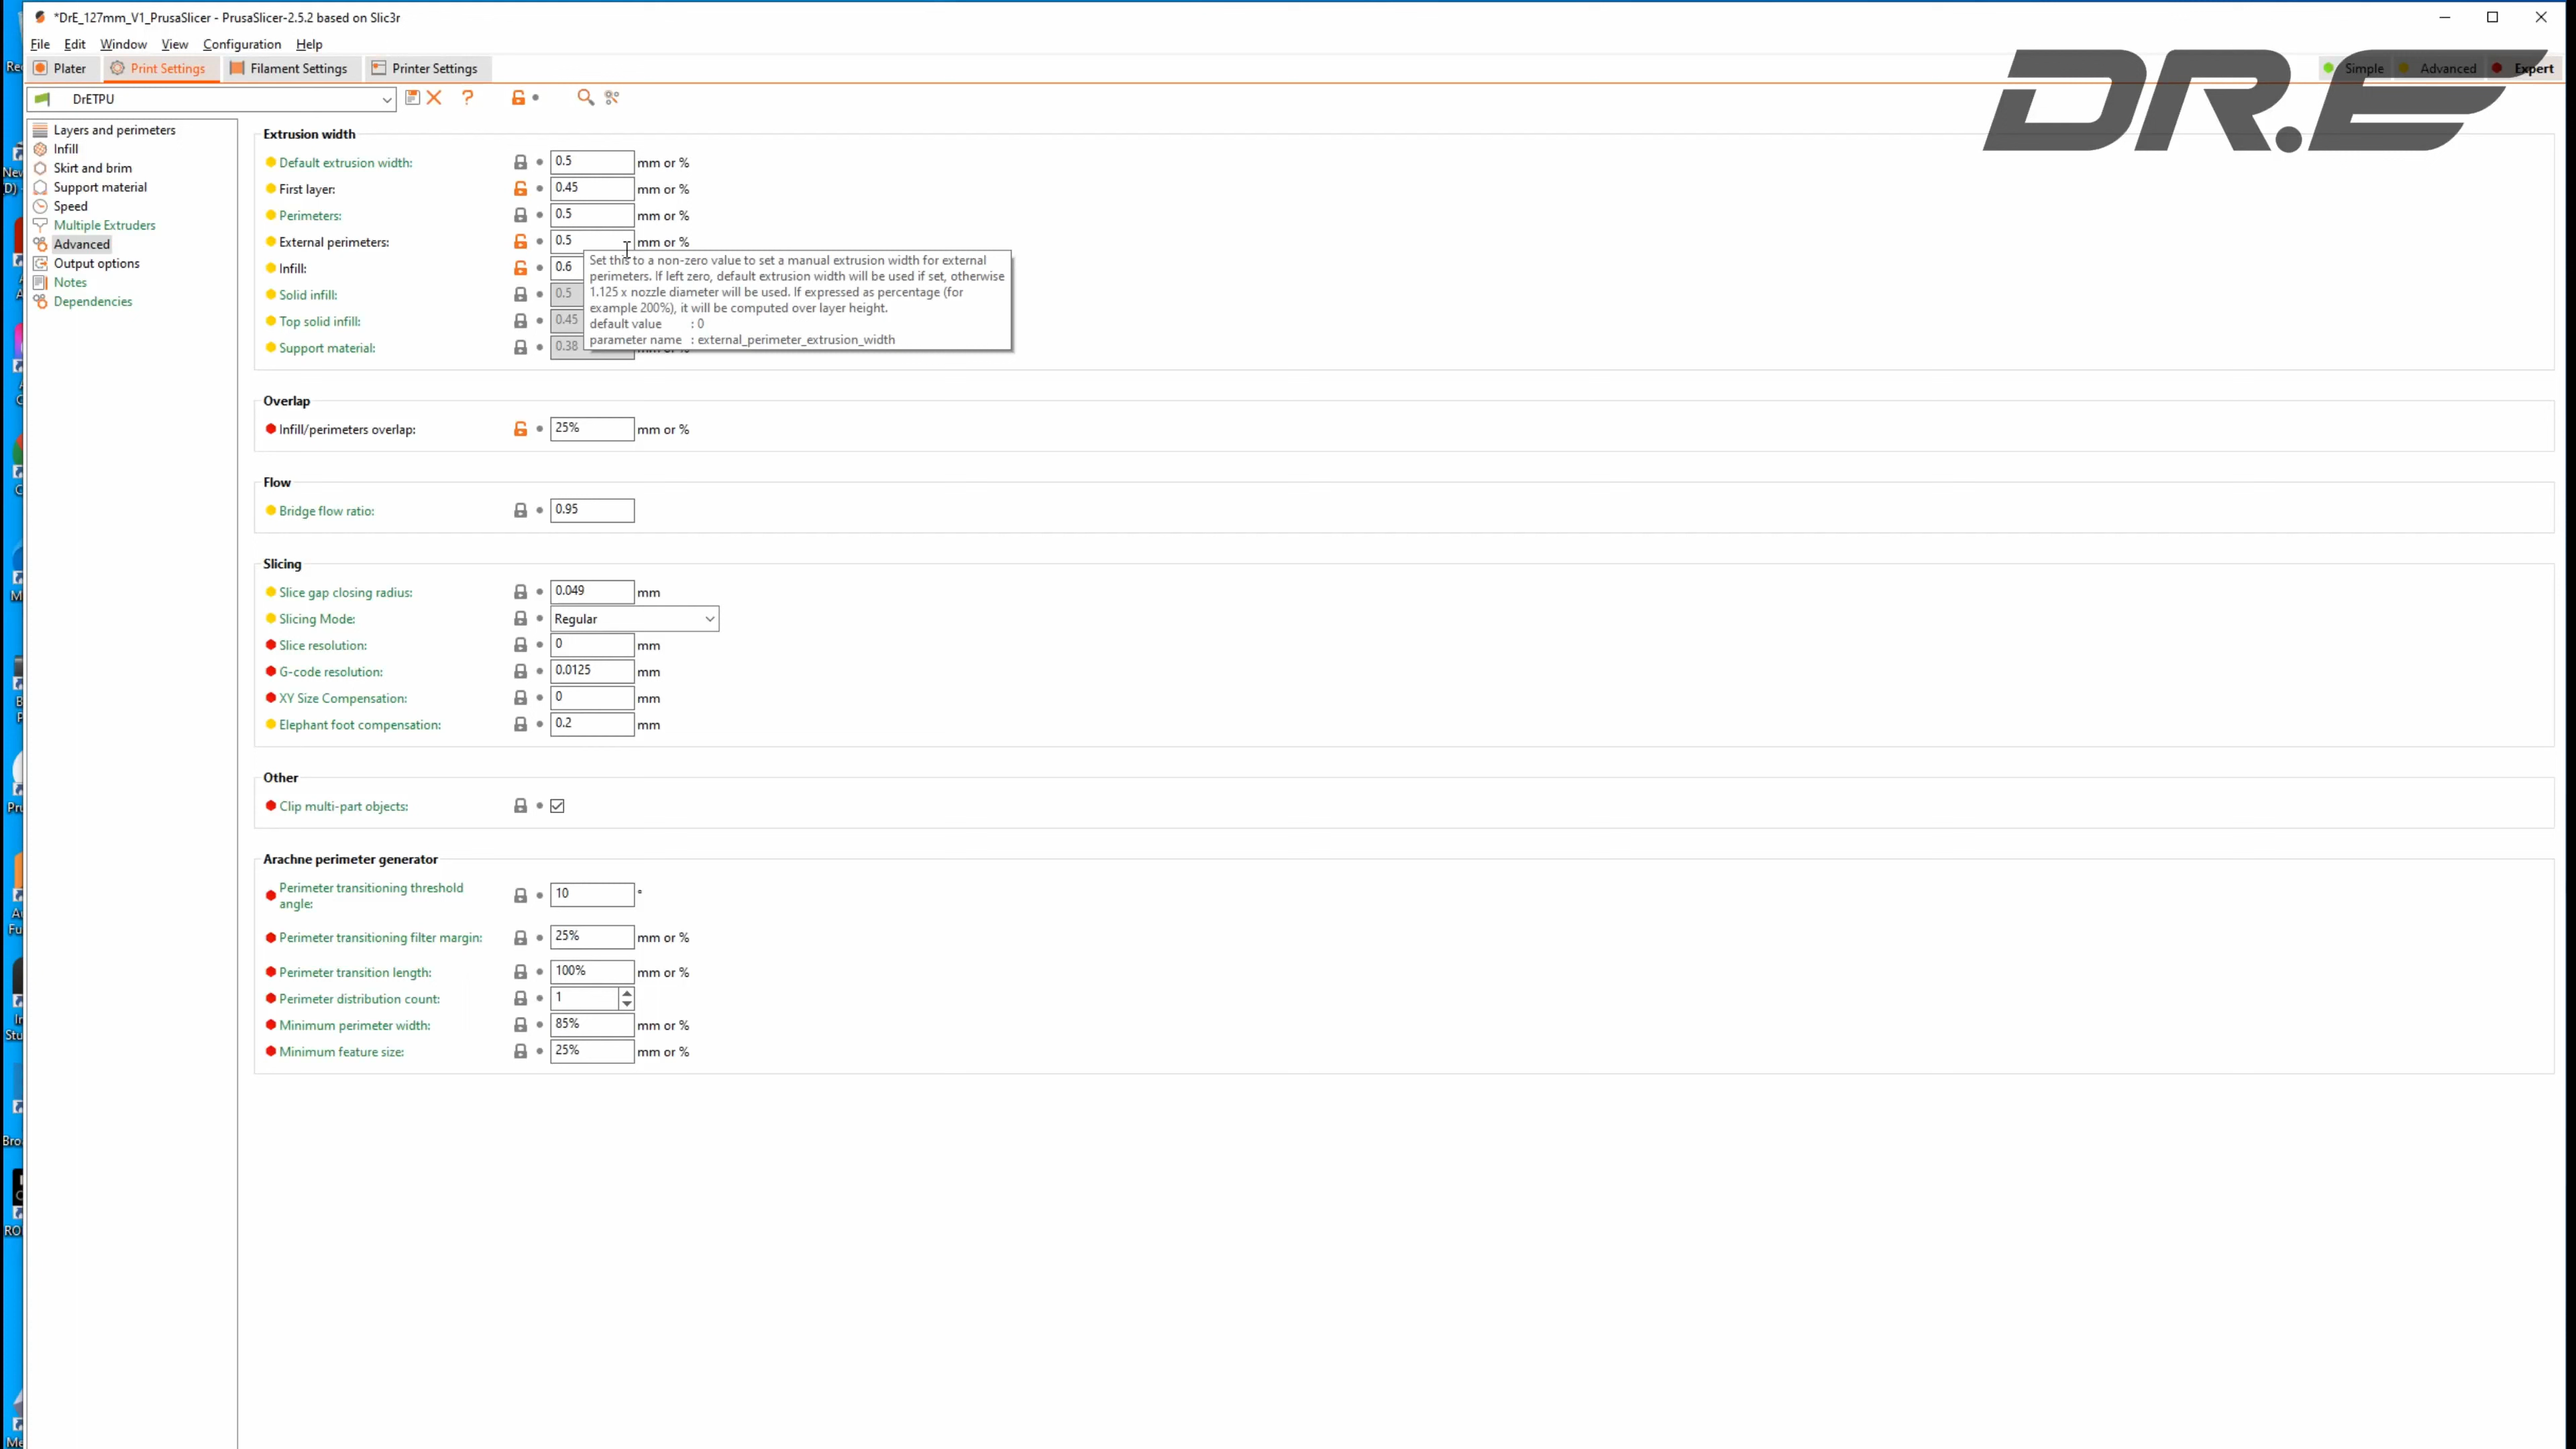 *DrE_127mm_V1_PrusaSlicer - PrusaSlicer-2.5.2 based on Slic3r
File Edit Window View Configuration Help
Plater Print Settings Filament Settings Printer Settings
Simple Advanced Expert
DR.E
DrETPU
?
Layers and perimeters
Infill
Skirt and brim
Support material
Speed
Multiple Extruders
Advanced
Output options
Notes
Dependencies
Extrusion width
Default extrusion width: 0.5 mm or %
First layer: 0.45 mm or %
Perimeters: 0.5 mm or %
External perimeters: 0.5 mm or %
Infill: 0.6
Solid infill: 0.5
Top solid infill: 0.45
Support material: 0.38
Set this to a non-zero value to set a manual extrusion width for external
perimeters. If left zero, default extrusion width will be used if set, otherwise
1.125 x nozzle diameter will be used. If expressed as percentage (for
example 200%), it will be computed over layer height.
default value : 0
parameter name : external_perimeter_extrusion_width
Overlap
Infill/perimeters overlap: 25% mm or %
Flow
Bridge flow ratio: 0.95
Slicing
Slice gap closing radius: 0.049 mm
Slicing Mode: Regular
Slice resolution: 0 mm
G-code resolution: 0.0125 mm
XY Size Compensation: 0 mm
Elephant foot compensation: 0.2 mm
Other
Clip multi-part objects:
Arachne perimeter generator
Perimeter transitioning threshold
angle: 10 °
Perimeter transitioning filter margin: 25% mm or %
Perimeter transition length: 100% mm or %
Perimeter distribution count: 1
Minimum perimeter width: 85% mm or %
Minimum feature size: 25% mm or %